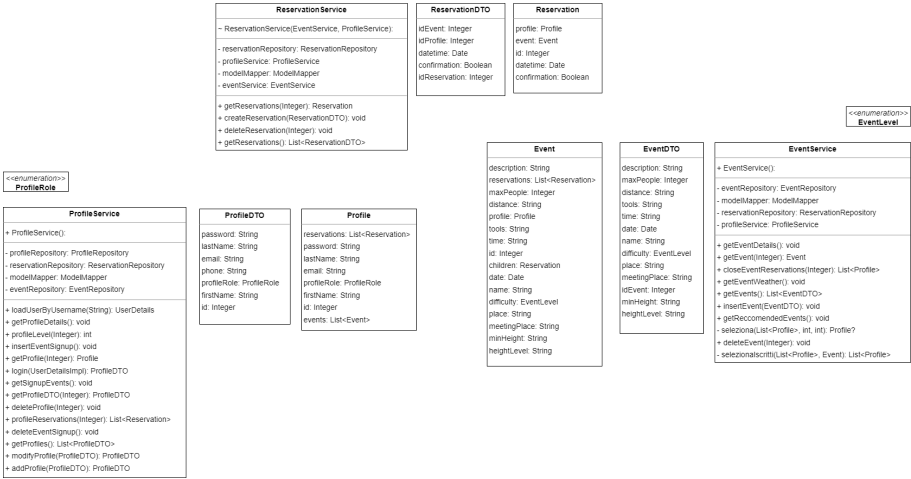 ReservationService
~ ReservationService(EventService, ProfileService):
- reservationRepository: ReservationRepository
- profileService: ProfileService
- modelMapper: ModelMapper
- eventService: EventService
+ getReservations(Integer): Reservation
+ createReservation(ReservationDTO): void
+ deleteReservation(Integer): void
+ getReservations(): List<ReservationDTO>
ReservationDTO
idEvent: Integer
idProfile: Integer
datetime: Date
confirmation: Boolean
idReservation: Integer
Reservation
profile: Profile
event: Event
id: Integer
datetime: Date
confirmation: Boolean
<<enumeration>>
EventLevel
<<enumeration>>
ProfileRole
ProfileService
+ ProfileService():
- profileRepository: ProfileRepository
- reservationRepository: ReservationRepository
- modelMapper: ModelMapper
- eventRepository: EventRepository
+ loadUserByUsername(String): UserDetails
+ getProfileDetails(): void
+ profileLevel(Integer): int
+ insertEventSignup(): void
+ getProfile(Integer): Profile
+ login(UserDetailsImpl): ProfileDTO
+ getSignupEvents(): void
+ getProfileDTO(Integer): ProfileDTO
+ deleteProfile(Integer): void
+ profileReservations(Integer): List<Reservation>
+ deleteEventSignup(): void
+ getProfiles(): List<ProfileDTO>
+ modifyProfile(ProfileDTO): ProfileDTO
+ addProfile(ProfileDTO): ProfileDTO
ProfileDTO
password: String
lastName: String
email: String
phone: String
profileRole: ProfileRole
firstName: String
id: Integer
Profile
reservations: List<Reservation>
password: String
lastName: String
email: String
profileRole: ProfileRole
firstName: String
id: Integer
events: List<Event>
Event
description: String
reservations: List<Reservation>
maxPeople: Integer
distance: String
profile: Profile
tools: String
time: String
id: Integer
children: Reservation
date: Date
name: String
difficulty: EventLevel
place: String
meetingPlace: String
minHeight: String
heightLevel: String
EventDTO
description: String
maxPeople: Integer
distance: String
tools: String
time: String
date: Date
name: String
difficulty: EventLevel
place: String
meetingPlace: String
idEvent: Integer
minHeight: String
heightLevel: String
EventService
+ EventService():
- eventRepository: EventRepository
- modelMapper: ModelMapper
- reservationRepository: ReservationRepository
- profileService: ProfileService
+ getEventDetails(): void
+ getEvent(Integer): Event
+ closeEventReservations(Integer): List<Profile>
+ getEventWeather(): void
+ getEvents(): List<EventDTO>
+ insertEvent(EventDTO): void
+ getReccomendedEvents(): void
- seleziona(List<Profile>, int, int): Profile?
+ deleteEvent(Integer): void
- selezionaIscritti(List<Profile>, Event): List<Profile>